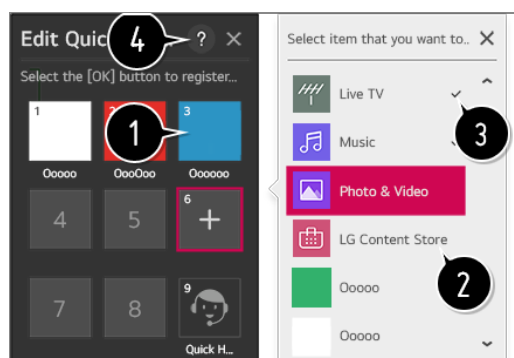 Edit Quic
4
?
Select the [OK] button to register...
1
2
3
1
Ooooo
OooOoo
Oooooo
4
5
6
+
7
8
9
Quick H...
Select item that you want to..
Live TV
3
Music
Photo & Video
LG Content Store
2
Ooooo
Ooooo